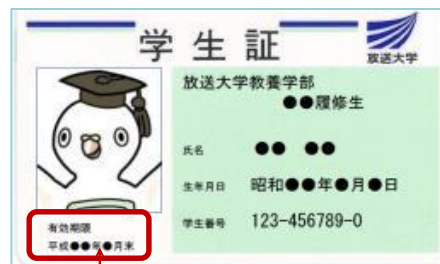 学生証
放送大学
放送大学教養学部
●●履修生
氏名 ●● ●●
生年月日 昭和●●年●月●日
学生番号 123-456789-0
有効期限
平成●●年●月末